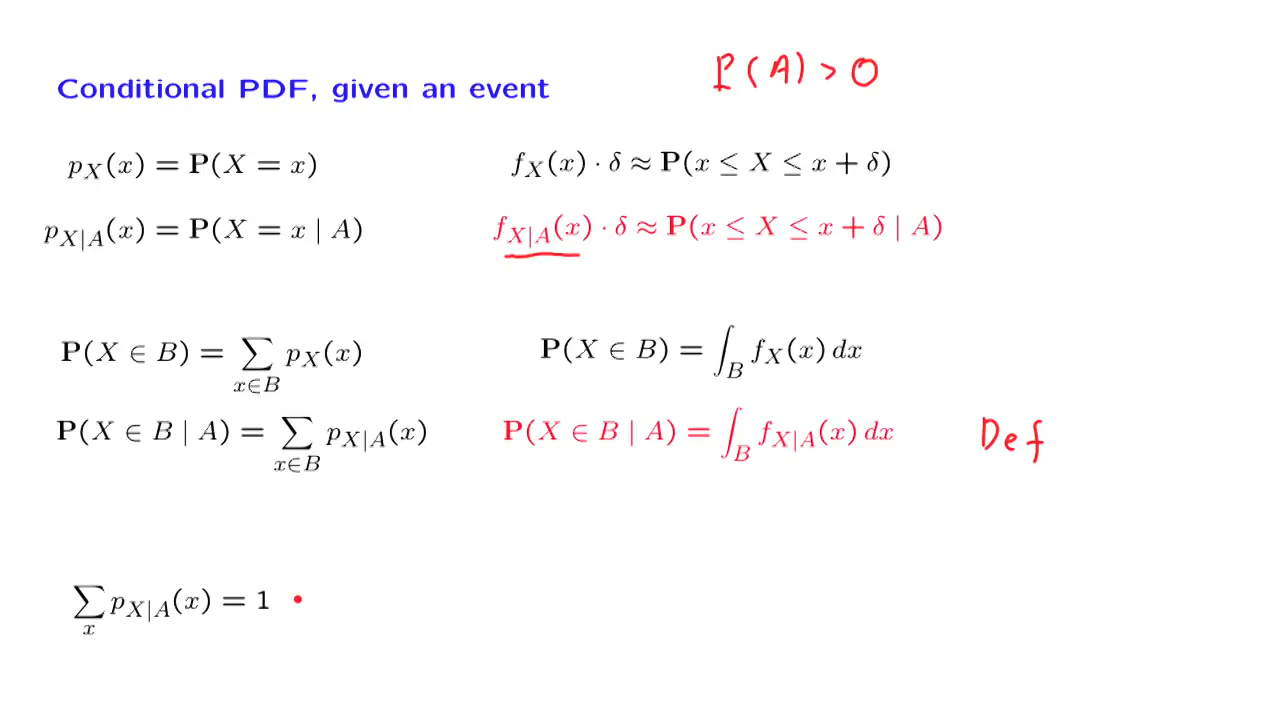 P(A) > 0
Conditional PDF, given an event
p_X(x) = P(X = x)
f_X(x) · δ ≈ P(x ≤ X ≤ x + δ)
p_{X|A}(x) = P(X = x | A)
f_{X|A}(x) · δ ≈ P(x ≤ X ≤ x + δ | A)
P(X ∈ B) = ∑_{x∈B} p_X(x)
P(X ∈ B) = ∫_B f_X(x) dx
P(X ∈ B | A) = ∑_{x∈B} p_{X|A}(x)
P(X ∈ B | A) = ∫_B f_{X|A}(x) dx
Def
∑_x p_{X|A}(x) = 1